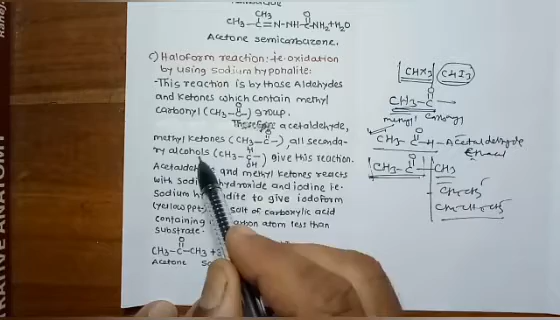 CH₃
CH₃-C=N-NH-C-NH₂+H₂O
O
Acetone semicarbazone.
c) Haloform reaction:- ie oxidation
by using sodium hypohalite:
-This reaction is by those Aldehydes
and Ketones which contain methyl
Carbonyl (CH₃-C-) group.
O
Therefore acetaldehyde,
methyl ketones (CH₃-C-), all seconda-
O
ry alcohols (CH₃-C-) give this reaction.
H
OH
Acetaldehyde and methyl ketones reacts
with hydroxide and iodine i.e.
Sodium to give iodoform
(yellow ppt) salt of carboxylic acid
containing carbon atom less than
substrate.
O
CH₃-C-CH₃+
Acetone
CHX₃ CHI₃
O
CH₃-C-
methyl carbonyl
O
CH₃-C-H-Acetaldehyde
O
CH₃-C- CH₃
CH₂CH₃